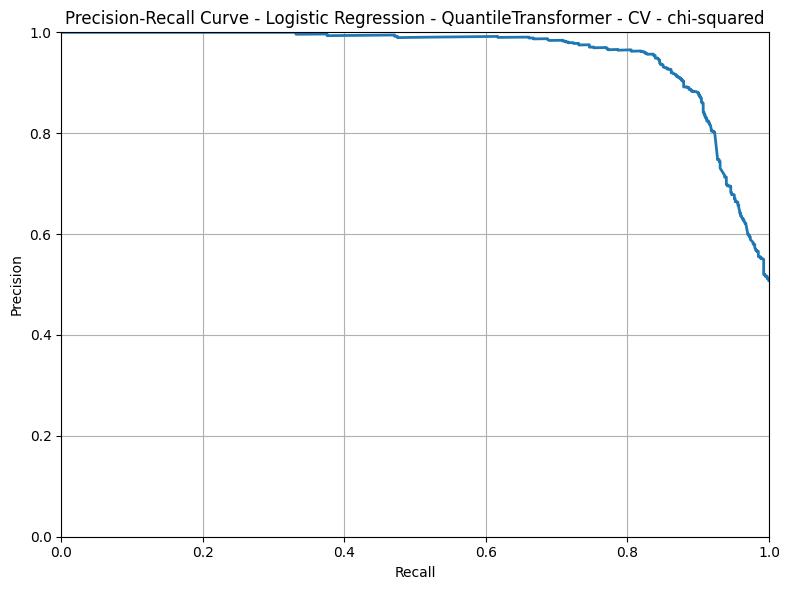 Precision-Recall Curve - Logistic Regression - QuantileTransformer - CV - chi-squared
1.0
0.8
0.6
0.4
0.2
0.0
Precision
0.0 0.2 0.4 0.6 0.8 1.0
Recall